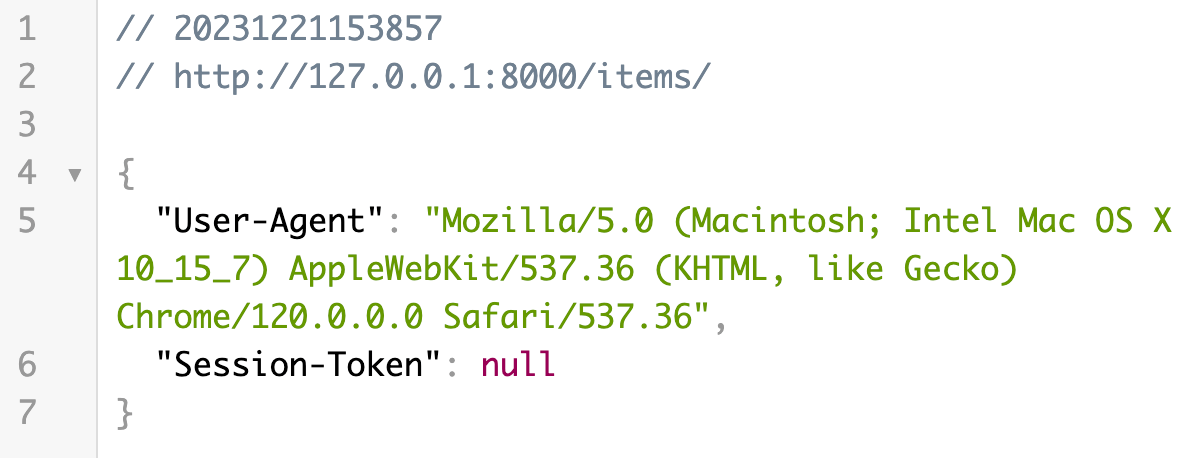 1 // 20231221153857
2 // http://127.0.0.1:8000/items/
3
4 ▼ {
5 "User-Agent": "Mozilla/5.0 (Macintosh; Intel Mac OS X
10_15_7) AppleWebKit/537.36 (KHTML, like Gecko)
Chrome/120.0.0.0 Safari/537.36",
6 "Session-Token": null
7 }